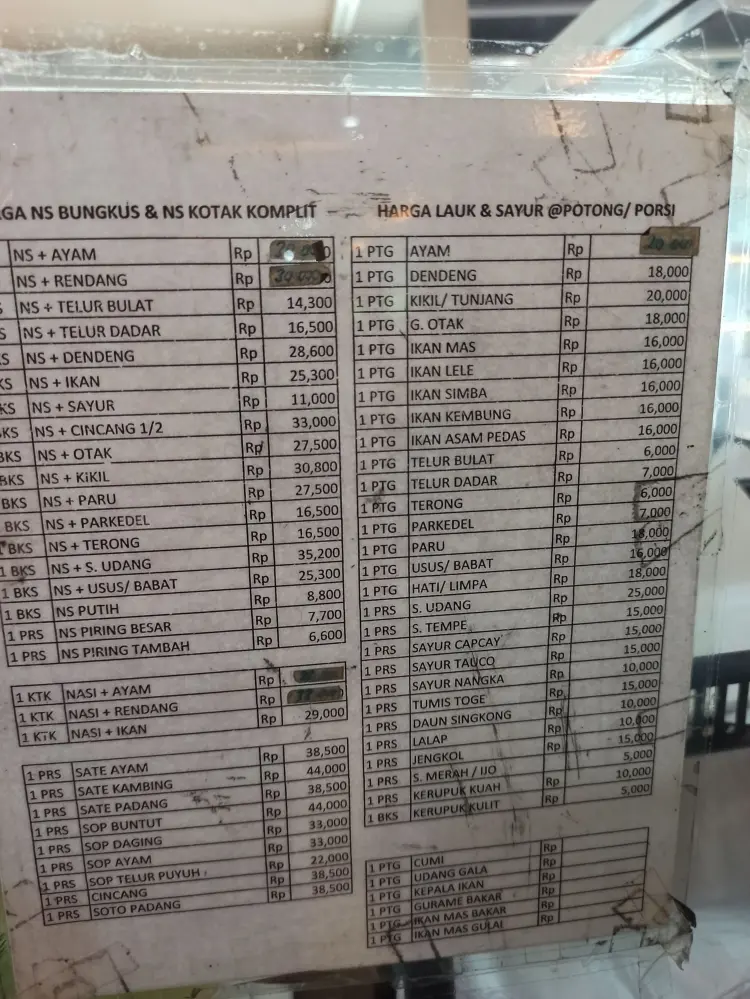 GA NS BUNGKUS & NS KOTAK KOMPLIT
NS + AYAM Rp
NS + RENDANG Rp
S NS + TELUR BULAT Rp 14,300
S NS + TELUR DADAR Rp 16,500
S NS + DENDENG Rp 28,600
KS NS + IKAN Rp 25,300
KS NS + SAYUR Rp 11,000
KS NS + CINCANG 1/2 Rp 33,000
BKS NS + OTAK Rp 27,500
BKS NS + KiKIL Rp 30,800
BKS NS + PARU Rp 27,500
BKS NS + PARKEDEL Rp 16,500
1 BKS NS + TERONG Rp 16,500
1 BKS NS + S. UDANG Rp 35,200
1 BKS NS + USUS/ BABAT Rp 25,300
1 BKS NS PUTIH Rp 8,800
1 PRS NS PIRING BESAR Rp 7,700
1 PRS NS PIRING TAMBAH Rp 6,600
1 KTK NASI + AYAM Rp
1 KTK NASI + RENDANG Rp
1 KTK NASI + IKAN Rp 29,000
1 PRS SATE AYAM Rp 38,500
1 PRS SATE KAMBING Rp 44,000
1 PRS SATE PADANG Rp 38,500
1 PRS SOP BUNTUT Rp 44,000
1 PRS SOP DAGING Rp 33,000
1 PRS SOP AYAM Rp 33,000
1 PRS SOP TELUR PUYUH Rp 22,000
1 PRS CINCANG Rp 38,500
1 PRS SOTO PADANG Rp 38,500
HARGA LAUK & SAYUR @POTONG/ PORSI
1 PTG AYAM Rp
1 PTG DENDENG Rp 18,000
1 PTG KIKIL/ TUNJANG Rp 20,000
1 PTG G. OTAK Rp 18,000
1 PTG IKAN MAS Rp 16,000
1 PTG IKAN LELE Rp 16,000
1 PTG IKAN SIMBA Rp 16,000
1 PTG IKAN KEMBUNG Rp 16,000
1 PTG IKAN ASAM PEDAS Rp 16,000
1 PTG TELUR BULAT Rp 6,000
1 PTG TELUR DADAR Rp 7,000
1 PTG TERONG Rp 6,000
1 PTG PARKEDEL Rp 7,000
1 PTG PARU Rp 18,000
1 PTG USUS/ BABAT Rp 16,000
1 PTG HATI/ LIMPA Rp 18,000
1 PRS S. UDANG Rp 25,000
1 PRS S. TEMPE Rp 15,000
1 PRS SAYUR CAPCAY Rp 15,000
1 PRS SAYUR TAUCO Rp 15,000
1 PRS SAYUR NANGKA Rp 10,000
1 PRS TUMIS TOGE Rp 15,000
1 PRS DAUN SINGKONG Rp 10,000
1 PRS LALAP Rp 10,000
1 PRS JENGKOL Rp 15,000
1 PRS S. MERAH / IJO Rp 5,000
1 PRS KERUPUK KUAH Rp 10,000
1 BKS KERUPUK KULIT Rp 5,000
1 PTG CUMI Rp
1 PTG UDANG GALA Rp
1 PTG KEPALA IKAN Rp
1 PTG GURAME BAKAR Rp
1 PTG IKAN MAS BAKAR Rp
1 PTG IKAN MAS GULAI Rp